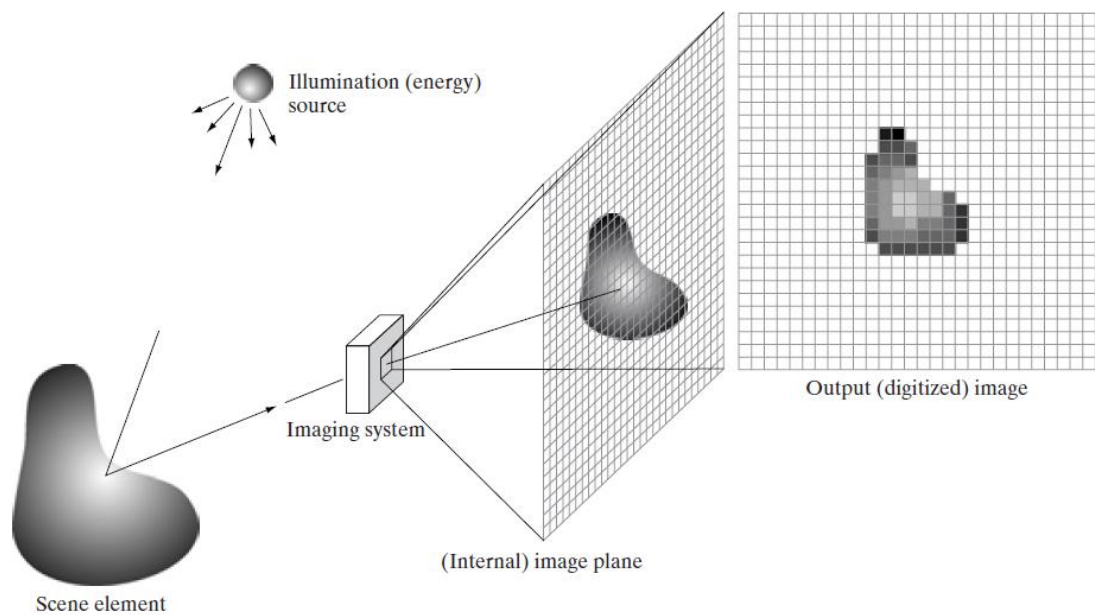 Illumination (energy)
source
Output (digitized) image
Imaging system
(Internal) image plane
Scene element